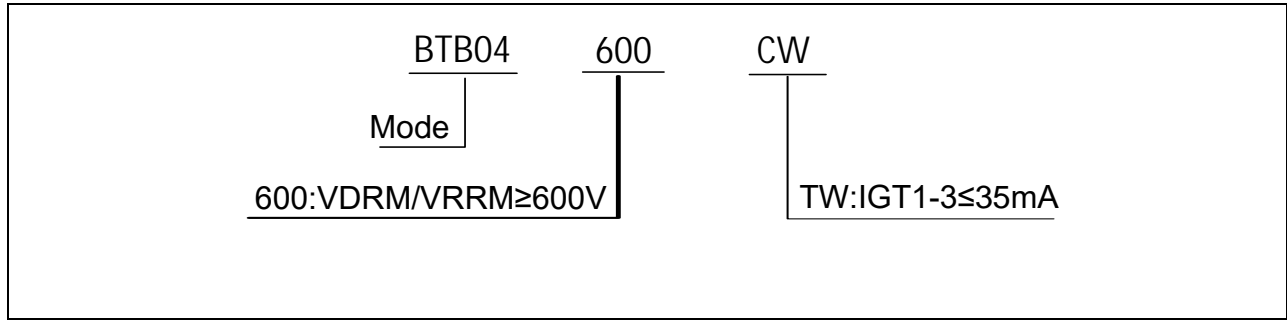 BTB04 600 CW
Mode
600:VDRM/VRRM≥600V TW:IGT1-3≤35mA